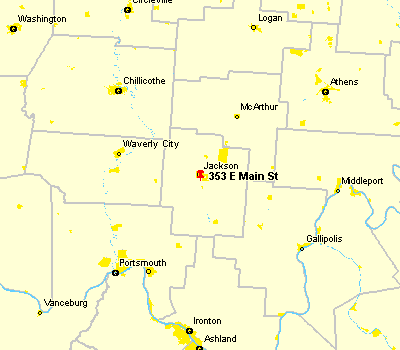 Circleville
Washington
Logan
Chillicothe
Athens
McArthur
Waverly City
Jackson
353 E Main St
Middleport
Gallipolis
Portsmouth
Vanceburg
Ironton
Ashland